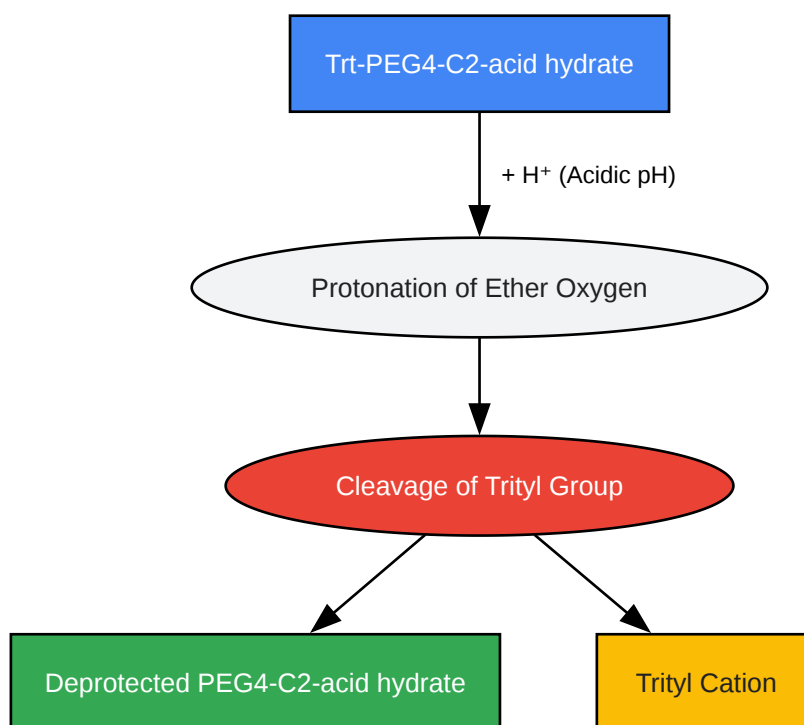 Trt-PEG4-C2-acid hydrate
+ H⁺ (Acidic pH)
Protonation of Ether Oxygen
Cleavage of Trityl Group
Deprotected PEG4-C2-acid hydrate
Trityl Cation